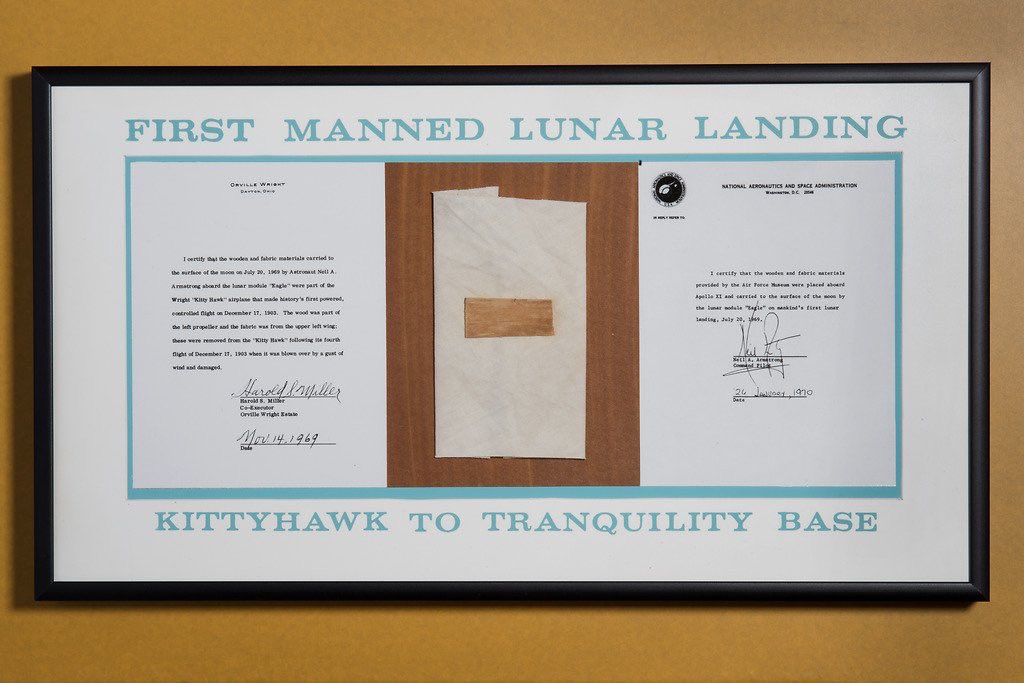 FIRST MANNED LUNAR LANDING
ORVILLE WRIGHT
DAYTON, OHIO
I certify that the wooden and fabric materials carried to
the surface of the moon on July 20, 1969 by Astronaut Neil A.
Armstrong aboard the lunar module "Eagle" were part of the
Wright "Kitty Hawk" airplane that made history's first powered,
controlled flight on December 17, 1903. The wood was part of
the left propeller and the fabric was from the upper left wing;
these were removed from the "Kitty Hawk" following its fourth
flight of December 17, 1903 when it was blown over by a gust of
wind and damaged.
Harold S. Miller
Harold S. Miller
Co-Executor
Orville Wright Estate
Nov. 14, 1969
Date
NATIONAL AERONAUTICS AND SPACE ADMINISTRATION
WASHINGTON, D.C. 20546
IN REPLY REFER TO:
I certify that the wooden and fabric materials
provided by the Air Force Museum were placed aboard
Apollo XI and carried to the surface of the moon by
the lunar module "Eagle" on mankind's first lunar
landing, July 20, 1969.
Neil A. Armstrong
Command Pilot
26 January, 1970
Date
KITTYHAWK TO TRANQUILITY BASE